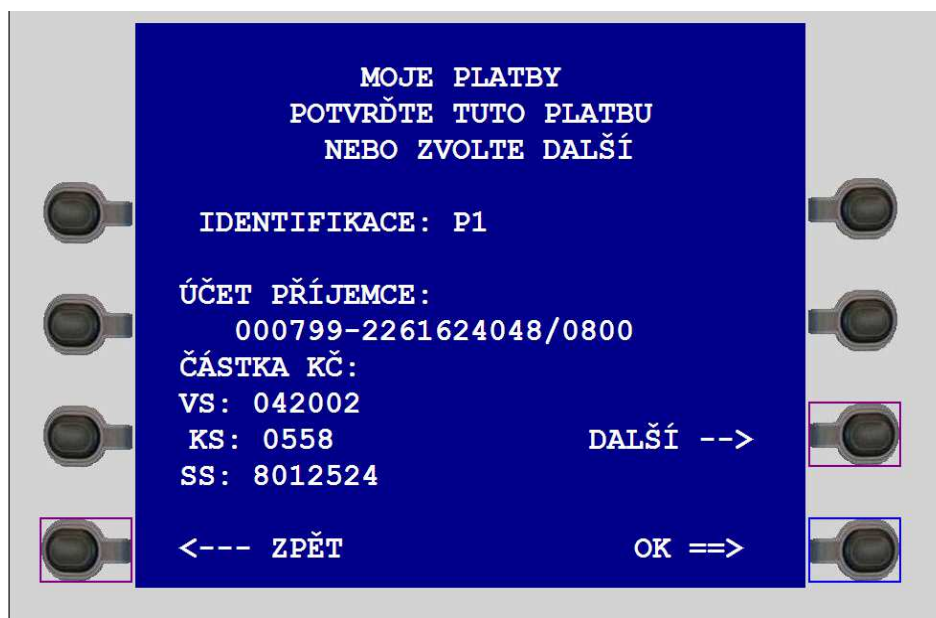 MOJE PLATBY
POTVRĎTE TUTO PLATBU
NEBO ZVOLTE DALŠÍ
IDENTIFIKACE: P1
ÚČET PŘÍJEMCE:
000799-2261624048/0800
ČÁSTKA KČ:
VS: 042002
KS: 0558 DALŠÍ -->
SS: 8012524
<--- ZPĚT OK ==>